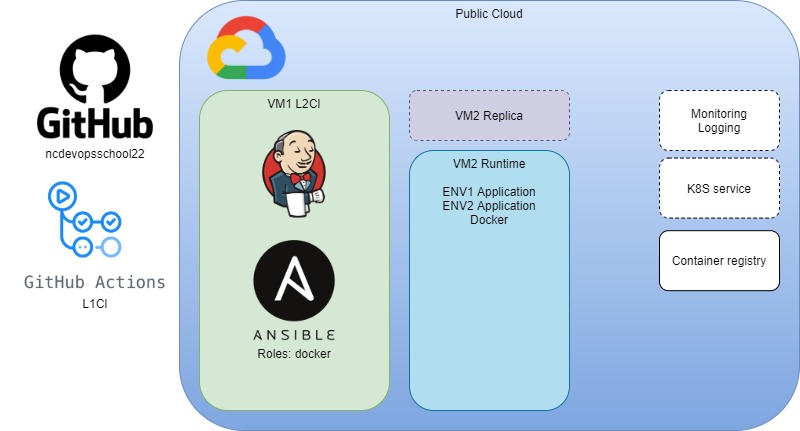 Public Cloud
GitHub
ncdevopsschool22
GitHub Actions
L1CI
VM1 L2CI
ANSIBLE
Roles: docker
VM2 Replica
VM2 Runtime
ENV1 Application
ENV2 Application
Docker
Monitoring
Logging
K8S service
Container registry